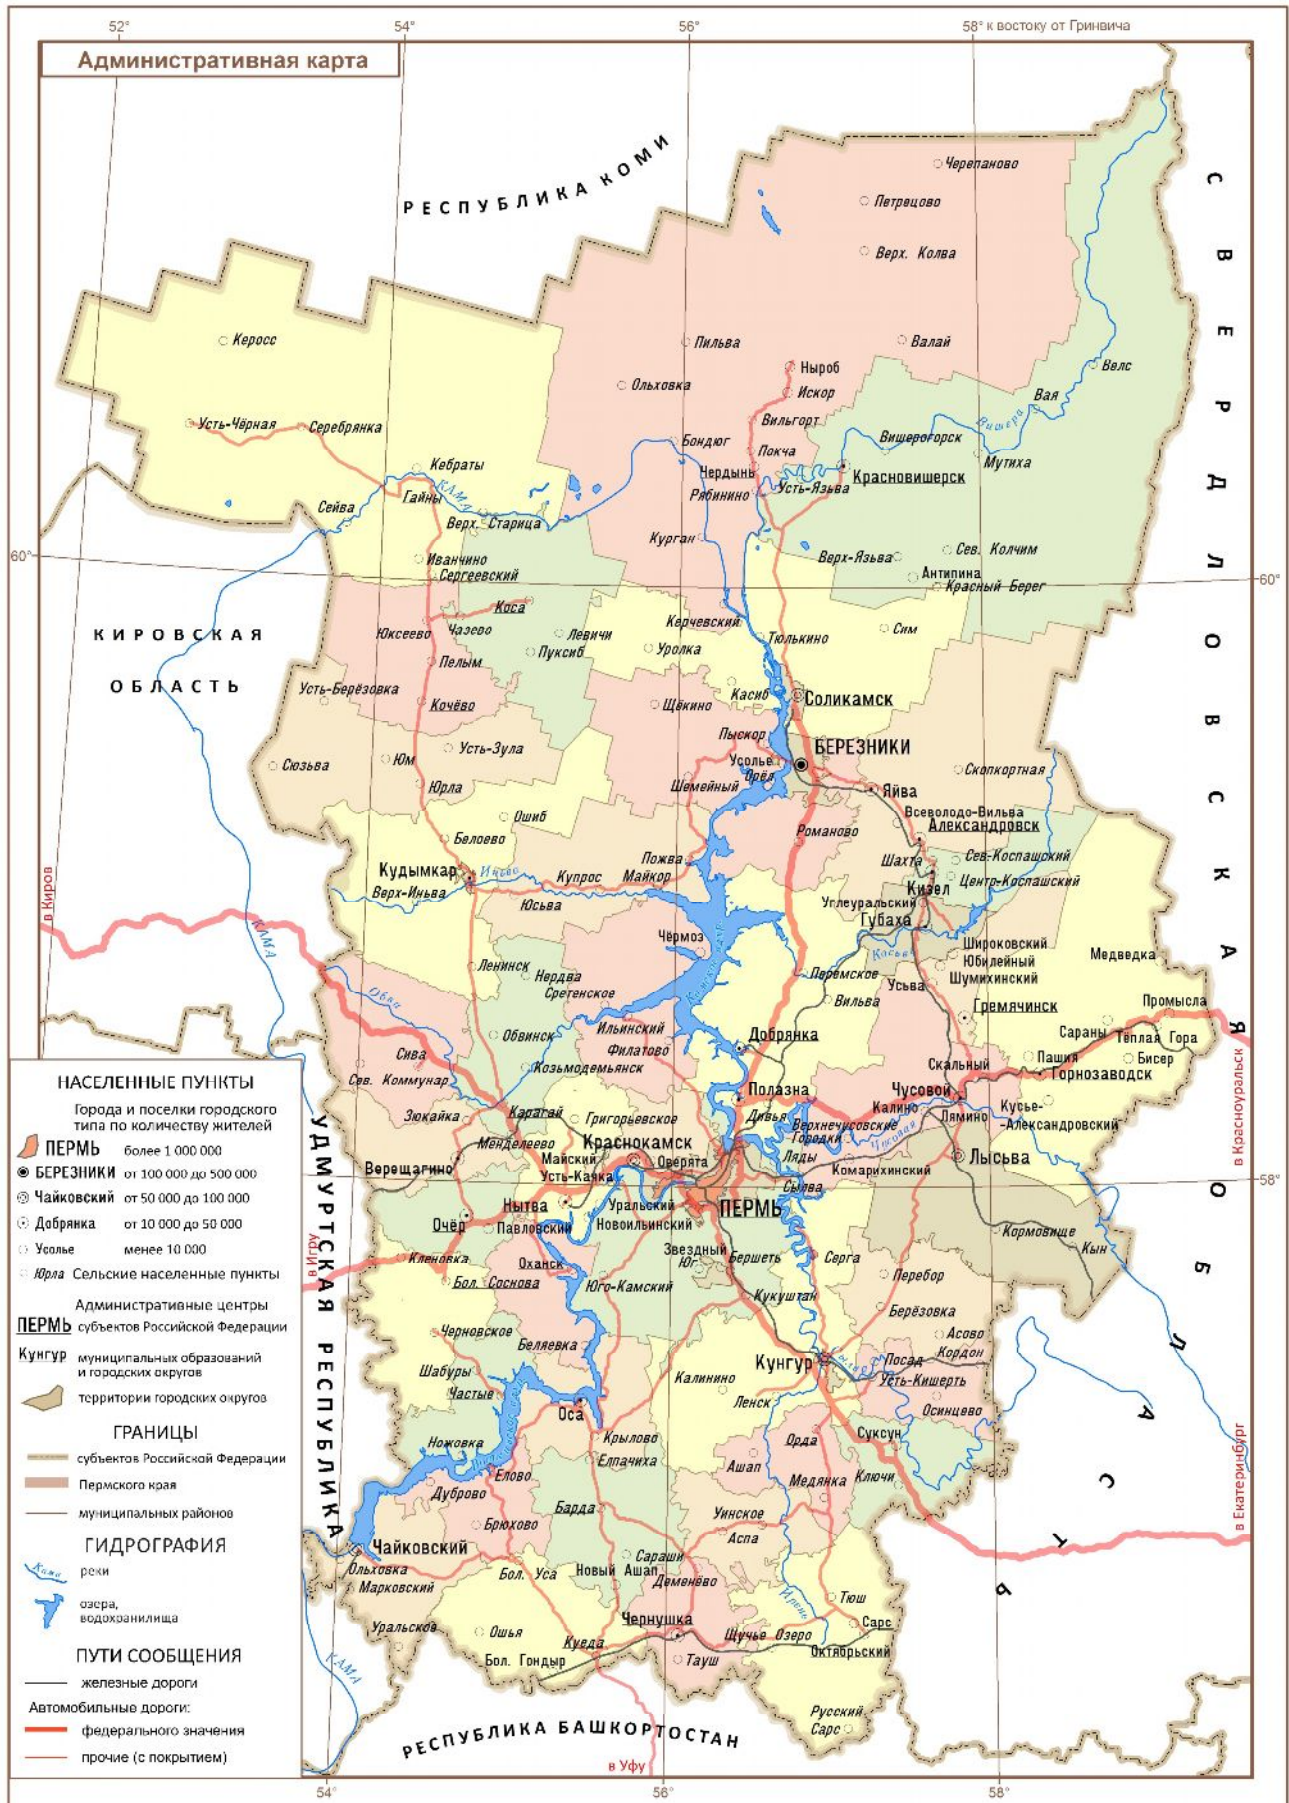 52°
54°
56°
58° к востоку от Гринвича
Административная карта
РЕСПУБЛИКА КОМИ
СВЕРДЛОВСКАЯ ОБЛАСТЬ
Черепаново
Петрецово
Верх. Колва
Керосс
Пильва
Валай
Ныроб
Велс
Ольховка
Искор
Вая
Усть-Чёрная
Серебрянка
Вильгорт
Вишера
Бондюг
Вишерогорск
Покча
Мутиха
Кебраты
Чердынь
Красновишерск
КАМА
Гайны
Рябинино
Усть-Язьва
Сейва
Верх. Старица
Курган
Верх-Язьва
Сев. Колчим
60°
Иванчино
Сергеевский
Антипина
60°
Красный Берег
Коса
Керчевский
КИРОВСКАЯ
Юксеево
Чазево
Левичи
Тюлькино
Сим
Пуксиб
Уролка
Пелым
ОБЛАСТЬ
Усть-Берёзовка
Касиб
Соликамск
Кочёво
Щёкино
Пыскор
Усть-Зула
БЕРЕЗНИКИ
Сюзьва
Юм
Усолье
Орёл
Скопкортная
Юрла
Шемейный
Яйва
Ошиб
Всеволодо-Вильва
Белоево
Романово
Александровск
Пожва
Шахта
Сев-Коспашский
Кудымкар
Иньва
Купрос
Майкор
Центр-Коспашский
Верх-Иньва
Кизел
в Киров
Юсьва
Углеуральский
Губаха
КАМА
Чёрмоз
Широковский
Косьва
Юбилейный
Медведка
Ленинск
Нердва
Перемское
Шумихинский
Обва
Сретенское
Усьва
Вильва
Промысла
Гремячинск
Ильинский
Обвинск
Филатово
Добрянка
Сараны
Тёплая Гора
Сива
Пашия
Бисер
Сев. Коммунар
Козьмодемьянск
Скальный
Горнозаводск
Полазна
Чусовой
в Красноуральск
Зюкайка
Карагай
Григорьевское
Дивья
Калино
Кусье-
-Александровский
Верхнечусовские
Городки
Лямино
Чусовая
Менделеево
Краснокамск
Верещагино
Майский
Оверята
Ляды
Лысьва
Усть-Каяка
Комарихинский
Сылва
58°
Нытва
Уральский
ПЕРМЬ
Очёр
Павловский
Новоильинский
Кормовище
Звездный
Бершеть
Кын
Кленовка
Оханск
Юг
Серга
Перебор
Бол. Соснова
Юго-Камский
Кукуштан
Берёзовка
УДМУРТСКАЯ РЕСПУБЛИКА
в Игру
Черновское
Асово
Беляевка
Кордон
Кунгур
Посад
Шабуры
Калинино
Усть-Кишерть
Частые
Ленск
Осинцево
Оса
Орда
Суксун
Ножовка
Крылово
Елпачиха
Ашап
Елово
Медянка
Ключи
в Екатеринбург
Дуброво
Барда
Уинское
Брюхово
Аспа
Чайковский
Сараши
Ольховка
Бол. Уса
Новый Ашап
Марковский
Деменёво
Ирень
Тюш
Чернушка
Сарс
Уральское
Ошья
Щучье Озеро
Куеда
Октябрьский
Бол. Гондыр
Тауш
КАМА
Русский
Сарс
РЕСПУБЛИКА БАШКОРТОСТАН
в Уфу
54°
56°
58°
НАСЕЛЕННЫЕ ПУНКТЫ
Города и поселки городского
типа по количеству жителей
ПЕРМЬ более 1 000 000
БЕРЕЗНИКИ от 100 000 до 500 000
Чайковский от 50 000 до 100 000
Добрянка от 10 000 до 50 000
Усолье менее 10 000
Юрла Сельские населенные пункты
Административные центры
ПЕРМЬ субъектов Российской Федерации
Кунгур муниципальных образований
и городских округов
территории городских округов
ГРАНИЦЫ
субъектов Российской Федерации
Пермского края
муниципальных районов
ГИДРОГРАФИЯ
Кама реки
озера,
водохранилища
ПУТИ СООБЩЕНИЯ
железные дороги
Автомобильные дороги:
федерального значения
прочие (с покрытием)